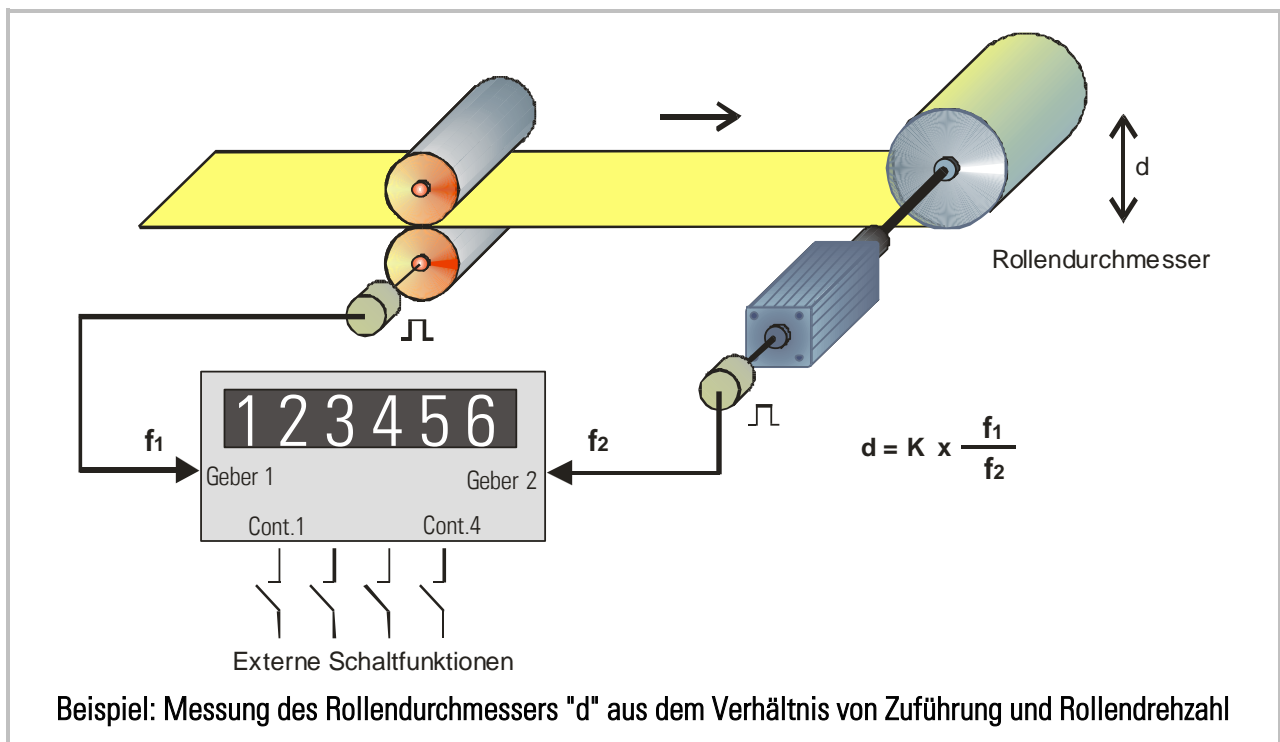 d
Rollendurchmesser
123456
f1
f2
d = K x f1
f2
Geber 1
Geber 2
Cont.1
Cont.4
Externe Schaltfunktionen
Beispiel: Messung des Rollendurchmessers "d" aus dem Verhältnis von Zuführung und Rollendrehzahl